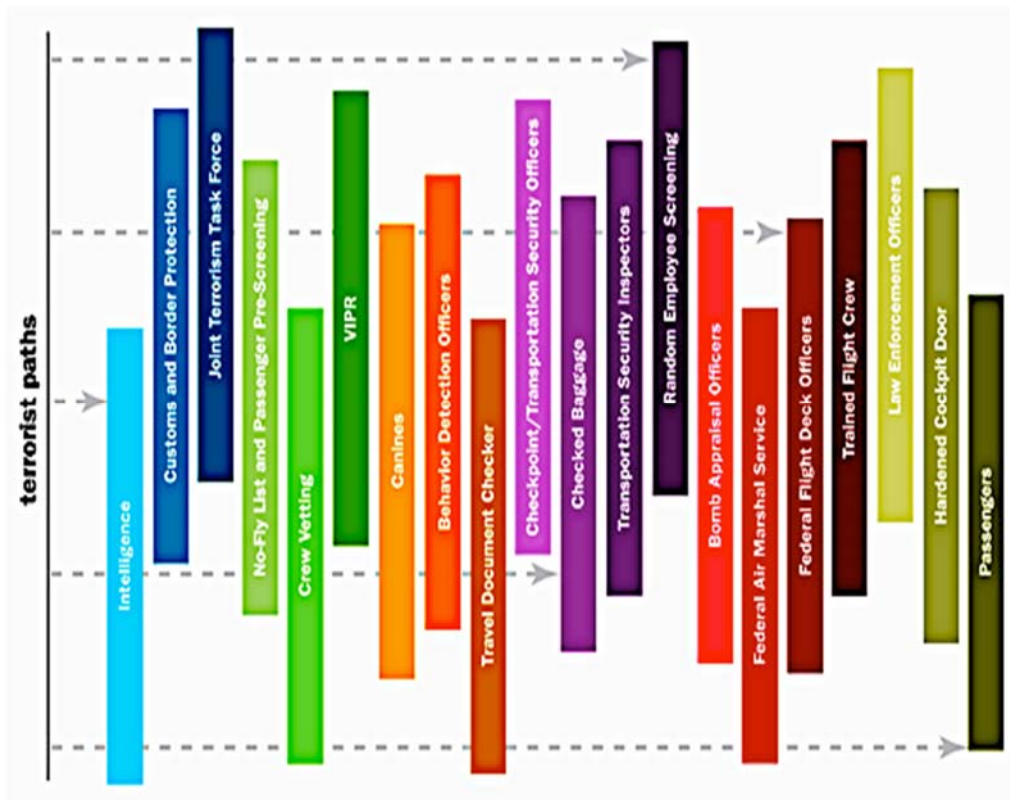 terrorist paths
Intelligence
Customs and Border Protection
Joint Terrorism Task Force
No-Fly List and Passenger Pre-Screening
Crew Vetting
VIPR
Canines
Behavior Detection Officers
Travel Document Checker
Checkpoint/Transportation Security Officers
Checked Baggage
Transportation Security Inspectors
Random Employee Screening
Bomb Appraisal Officers
Federal Air Marshal Service
Federal Flight Deck Officers
Trained Flight Crew
Law Enforcement Officers
Hardened Cockpit Door
Passengers